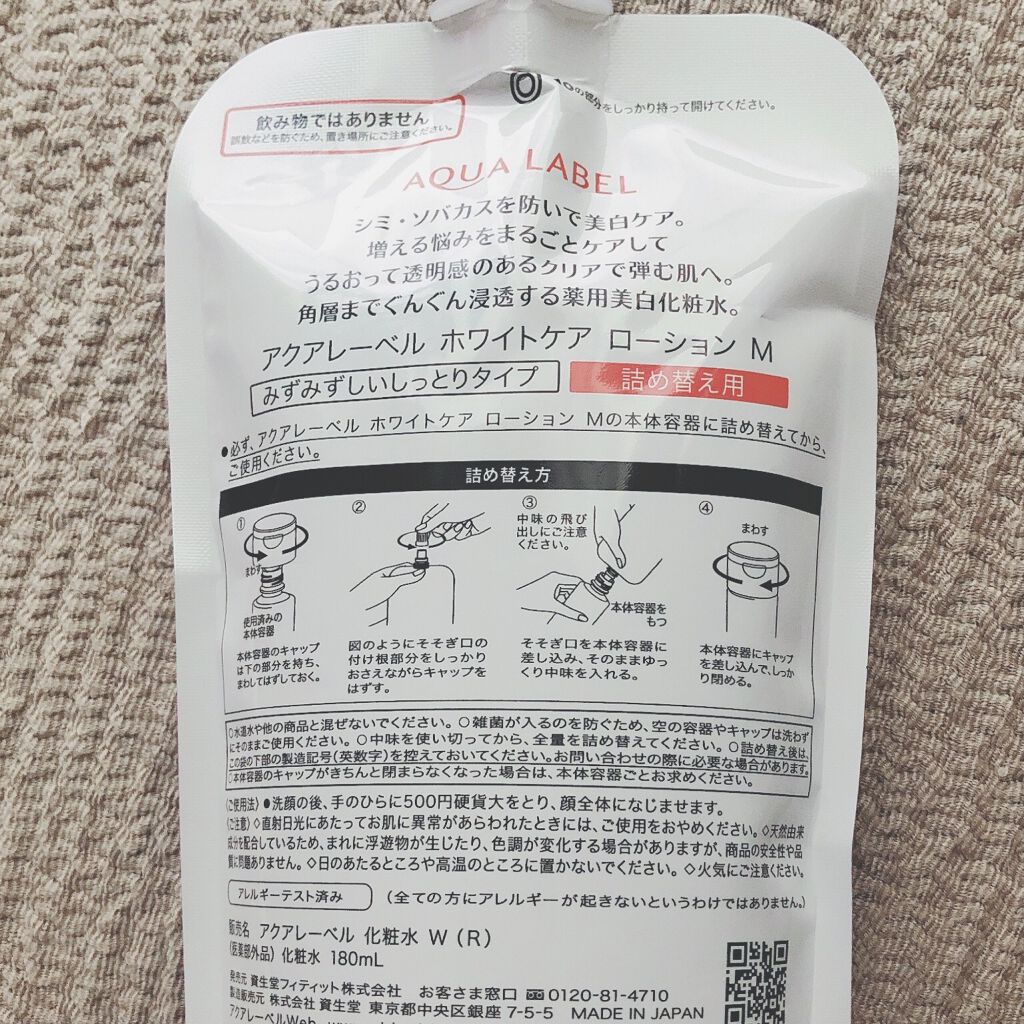 の部分をしっかり持って開けてください。
飲み物ではありません
誤飲などを防ぐため、置き場所にご注意ください。
AQUA LABEL
シミ・ソバカスを防いで美白ケア。
増える悩みをまるごとケアして
うるおって透明感のあるクリアで弾む肌へ。
角層までぐんぐん浸透する薬用美白化粧水。
アクアレーベル ホワイトケア ローション M
みずみずしいしっとりタイプ
詰め替え用
●必ず、アクアレーベル ホワイトケア ローション Mの本体容器に詰め替えてから、
ご使用ください。
詰め替え方
①
まわす
使用済みの
本体容器
本体容器のキャップ
は下の部分を持ち、
まわしてはずしておく。
②
図のようにそそぎ口の
付け根部分をしっかり
おさえながらキャップを
はずす。
③
中味の飛び
出しにご注意
ください。
本体容器を
もつ
そそぎ口を本体容器に
差し込み、そのままゆっ
くり中味を入れる。
④
まわす
本体容器にキャップ
を差し込んで、しっか
り閉める。
○水道水や他の商品と混ぜないでください。○雑菌が入るのを防ぐため、空の容器やキャップは洗わず
にそのままご使用ください。○中味を使い切ってから、全量を詰め替えてください。○詰め替え後は、
この袋の下部の製造記号(英数字)を控えておいてください。お問い合わせの際に必要な場合があります。
○本体容器のキャップがきちんと閉まらなくなった場合は、本体容器ごとお求めください。
〈ご使用法〉●洗顔の後、手のひらに500円硬貨大をとり、顔全体になじませます。
〈ご注意〉◇直射日光にあたってお肌に異常があらわれたときには、ご使用をおやめください。◇天然由来
成分を配合しているため、まれに浮遊物が生じたり、色調が変化する場合がありますが、商品の安全性や品
質に問題ありません。◇日のあたるところや高温のところに置かないでください。◇火気にご注意ください。
アレルギーテスト済み
(全ての方にアレルギーが起きないというわけではありません。)
販売名 アクアレーベル 化粧水 W (R)
〈医薬部外品〉化粧水 180mL
発売元 資生堂フィティット株式会社 お客さま窓口 0120-81-4710
製造販売元 株式会社 資生堂 東京都中央区銀座 7-5-5 MADE IN JAPAN
アクアレーベルWeb